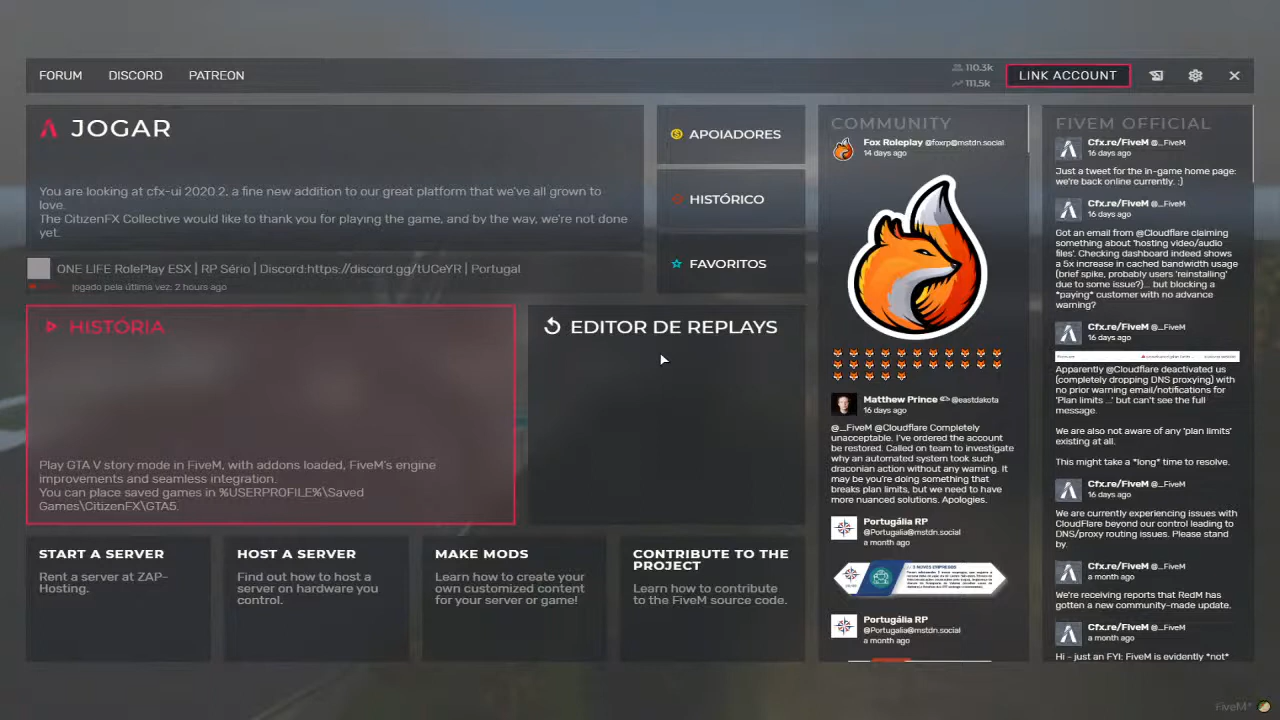 FORUM
DISCORD
PATREON
110.3k
111,5k
LINK ACCOUNT
JOGAR
You are looking at cfx-ui 2020.2, a fine new addition to our great platform that we've all grown to
love.
The CitizenFX Collective would like to thank you for playing the game, and by the way, we're not done
yet.
ONE LIFE RolePlay ESX | RP Sério | Discord:https://discord.gg/tUCeYR | Portugal
jogado pela útlima vez: 2 hours ago
APOIADORES
HISTÓRICO
FAVORITOS
HISTÓRIA
Play GTA V story mode in FiveM, with addons loaded, FiveM's engine
improvements and seamless integration.
You can place saved games in %USERPROFILE%\Saved
Games\CitizenFX\GTA5.
EDITOR DE REPLAYS
START A SERVER
Rent a server at ZAP-
Hosting.
HOST A SERVER
Find out how to host a
server on hardware you
control.
MAKE MODS
Learn how to create your
own customized content
for your server or game!
CONTRIBUTE TO THE
PROJECT
Learn how to contribute
to the FiveM source code.
COMMUNITY
Fox Roleplay @foxrp@mstdn.social
14 days ago
Matthew Prince @eastdakota
16 days ago
@_FiveM @Cloudflare Completely
unacceptable. I've ordered the account
be restored. Called on team to investigate
why an automated system took such
draconian action without any warning. It
may be you're doing something that
breaks plan limits, but we need to have
more nuanced solutions. Apologies.
Portugália RP
@Portugalia@mstdn.social
a month ago
Portugália RP
@Portugalia@mstdn.social
a month ago
FIVEM OFFICIAL
Cfx.re/FiveM @_FiveM
16 days ago
Just a tweet for the in-game home page:
we're back online currently. :)
Cfx.re/FiveM @_FiveM
16 days ago
Got an email from @Cloudflare claiming
something about 'hosting video/audio
files'. Checking dashboard indeed shows
a 5x increase in cached bandwidth usage
(brief spike, probably users 'reinstalling'
due to some issue?)... but blocking a
*paying* customer with no advance
warning?
Cfx.re/FiveM @_FiveM
16 days ago
Apparently @Cloudflare deactivated us
(completely dropping DNS proxying) with
no prior warning email/notifications for
'Plan limits ...' but can't see the full
message.
We are also not aware of any 'plan limits'
existing at all.
This might take a *long* time to resolve.
Cfx.re/FiveM @_FiveM
16 days ago
We are currently experiencing issues with
CloudFlare beyond our control leading to
DNS/proxy routing issues. Please stand
by.
Cfx.re/FiveM @_FiveM
a month ago
We're receiving reports that RedM has
gotten a new community-made update.
Cfx.re/FiveM @_FiveM
a month ago
Hi - just an FYI: FiveM is evidently *not*
FiveM*